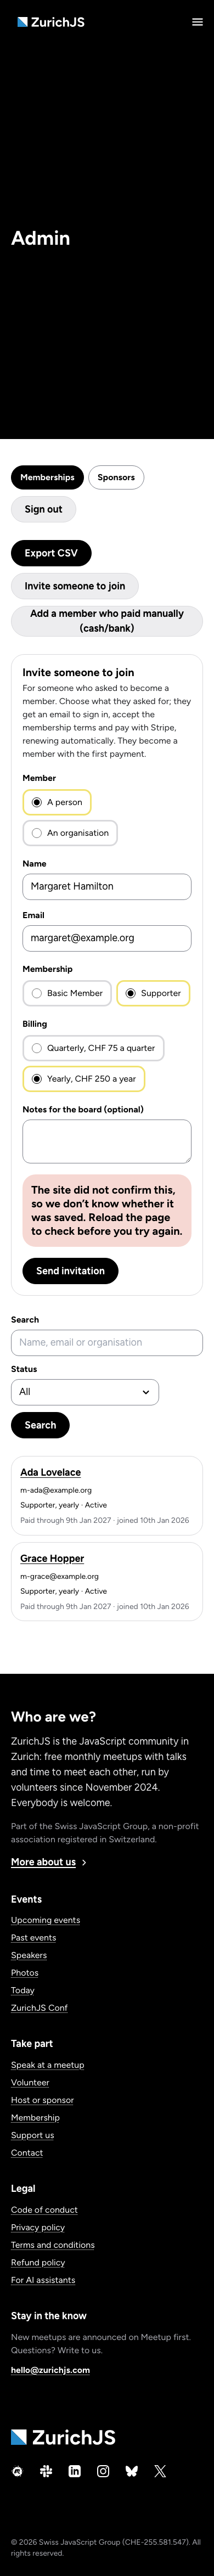 ZurichJS
Admin
Memberships
Sponsors
Sign out
Export CSV
Invite someone to join
Add a member who paid manually
(cash/bank)
Invite someone to join
For someone who asked to become a
member. Choose what they asked for; they
get an email to sign in, accept the
membership terms and pay with Stripe,
renewing automatically. They become a
member with the first payment.
Member
A person
An organisation
Name
Margaret Hamilton
Email
margaret@example.org
Membership
Basic Member
Supporter
Billing
Quarterly, CHF 75 a quarter
Yearly, CHF 250 a year
Notes for the board (optional)
The site did not confirm this,
so we don't know whether it
was saved. Reload the page
to check before you try again.
Send invitation
Search
Name, email or organisation
Status
All
Search
Ada Lovelace
m-ada@example.org
Supporter, yearly · Active
Paid through 9th Jan 2027 · joined 10th Jan 2026
Grace Hopper
m-grace@example.org
Supporter, yearly · Active
Paid through 9th Jan 2027 · joined 10th Jan 2026
Who are we?
ZurichJS is the JavaScript community in
Zurich: free monthly meetups with talks
and time to meet each other, run by
volunteers since November 2024.
Everybody is welcome.
Part of the Swiss JavaScript Group, a non-profit
association registered in Switzerland.
More about us
Events
Upcoming events
Past events
Speakers
Photos
Today
ZurichJS Conf
Take part
Speak at a meetup
Volunteer
Host or sponsor
Membership
Support us
Contact
Legal
Code of conduct
Privacy policy
Terms and conditions
Refund policy
For AI assistants
Stay in the know
New meetups are announced on Meetup first.
Questions? Write to us.
hello@zurichjs.com
ZurichJS
© 2026 Swiss JavaScript Group (CHE-255.581.547). All
rights reserved.